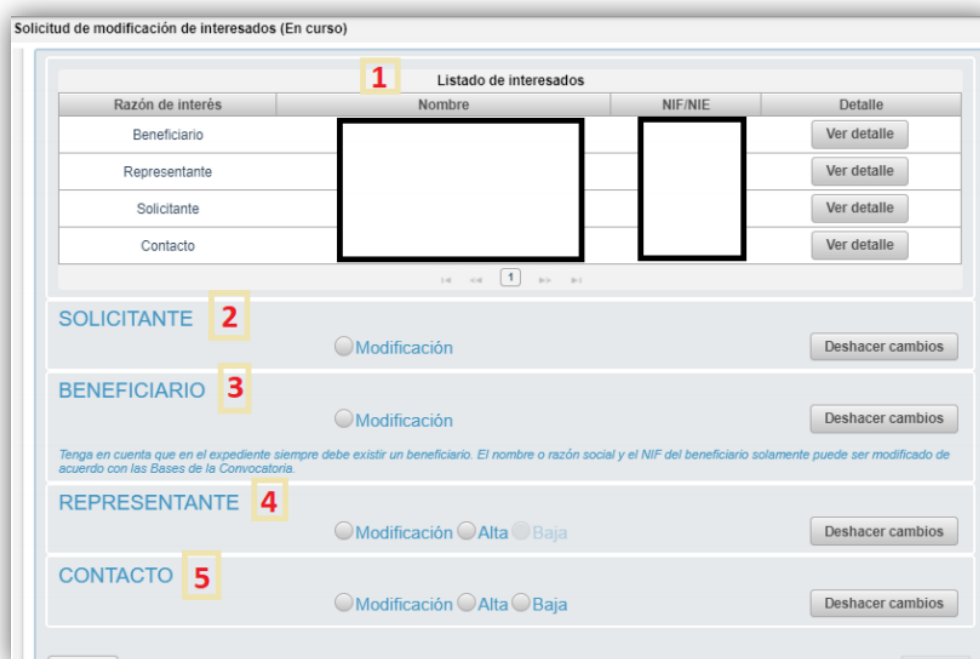 Solicitud de modificación de interesados (En curso)
1 Listado de interesados
Razón de interés Nombre NIF/NIE Detalle
Beneficiario Ver detalle
Representante Ver detalle
Solicitante Ver detalle
Contacto Ver detalle
1
SOLICITANTE 2
Modificación Deshacer cambios
BENEFICIARIO 3
Modificación Deshacer cambios
Tenga en cuenta que en el expediente siempre debe existir un beneficiario. El nombre o razón social y el NIF del beneficiario solamente puede ser modificado de
acuerdo con las Bases de la Convocatoria.
REPRESENTANTE 4
Modificación Alta Baja Deshacer cambios
CONTACTO 5
Modificación Alta Baja Deshacer cambios